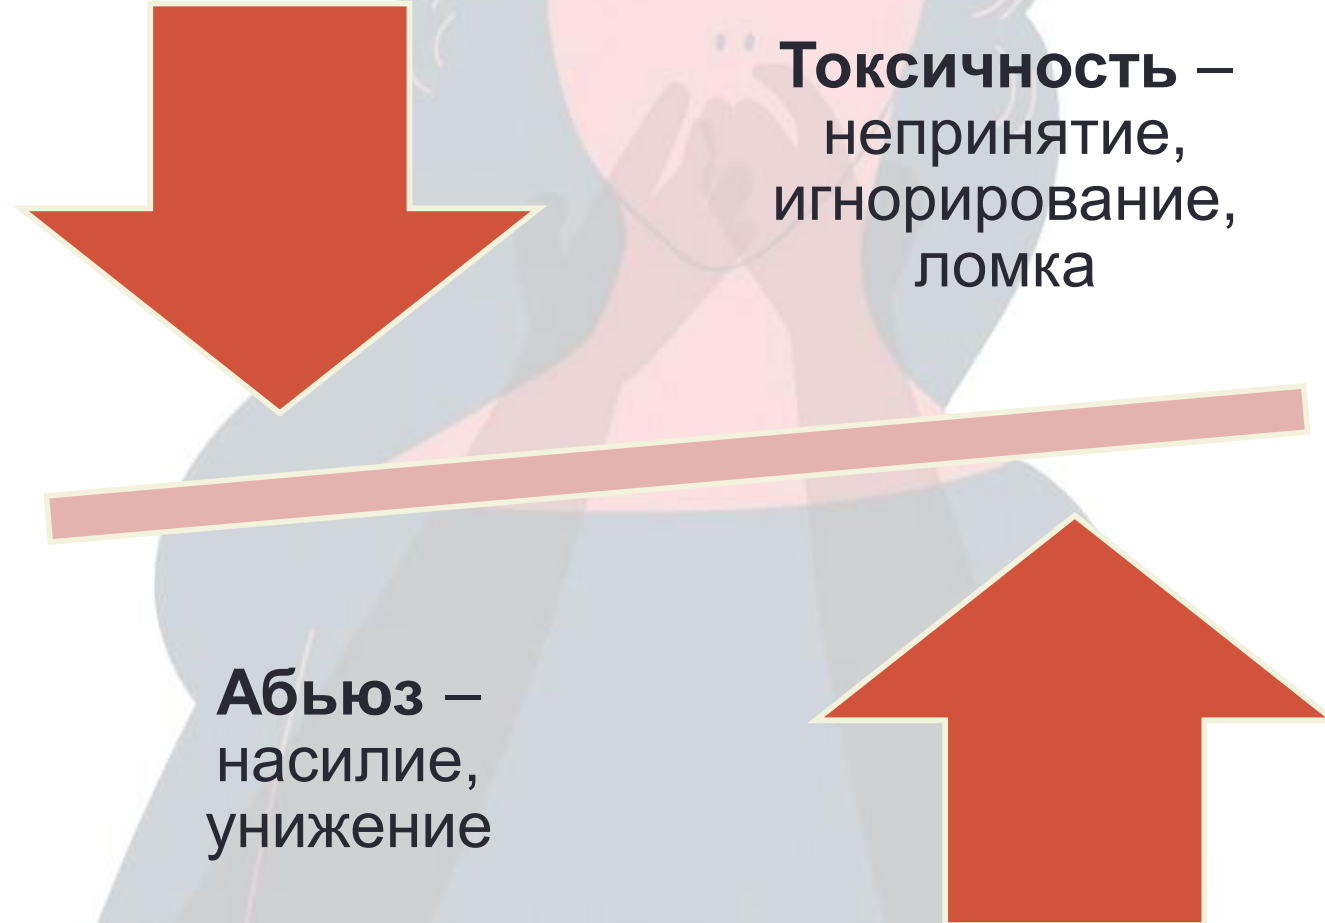 Токсичность –
непринятие,
игнорирование,
ломка
Абьюз –
насилие,
унижение